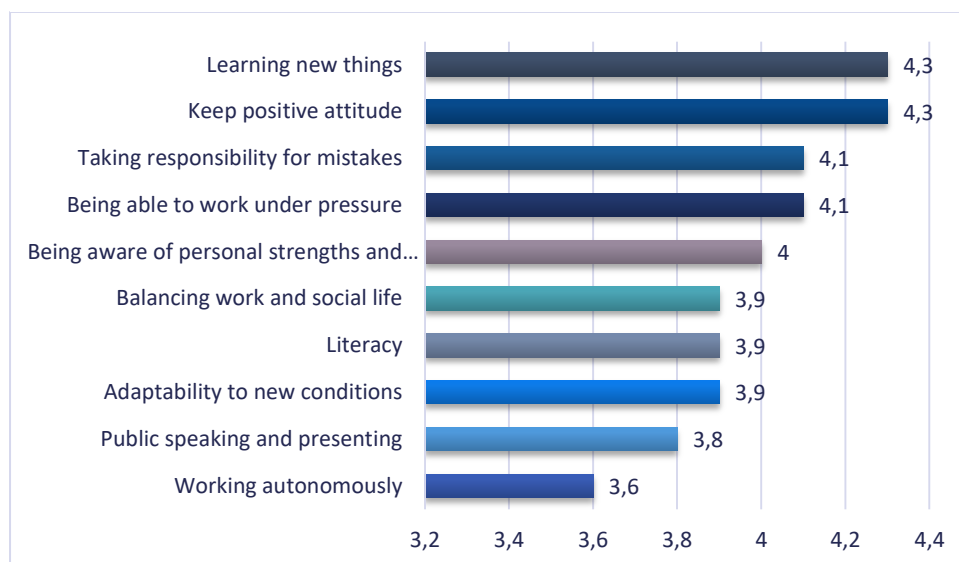 Learning new things 4,3
Keep positive attitude 4,3
Taking responsibility for mistakes 4,1
Being able to work under pressure 4,1
Being aware of personal strengths and... 4
Balancing work and social life 3,9
Literacy 3,9
Adaptability to new conditions 3,9
Public speaking and presenting 3,8
Working autonomously 3,6
3,2 3,4 3,6 3,8 4 4,2 4,4